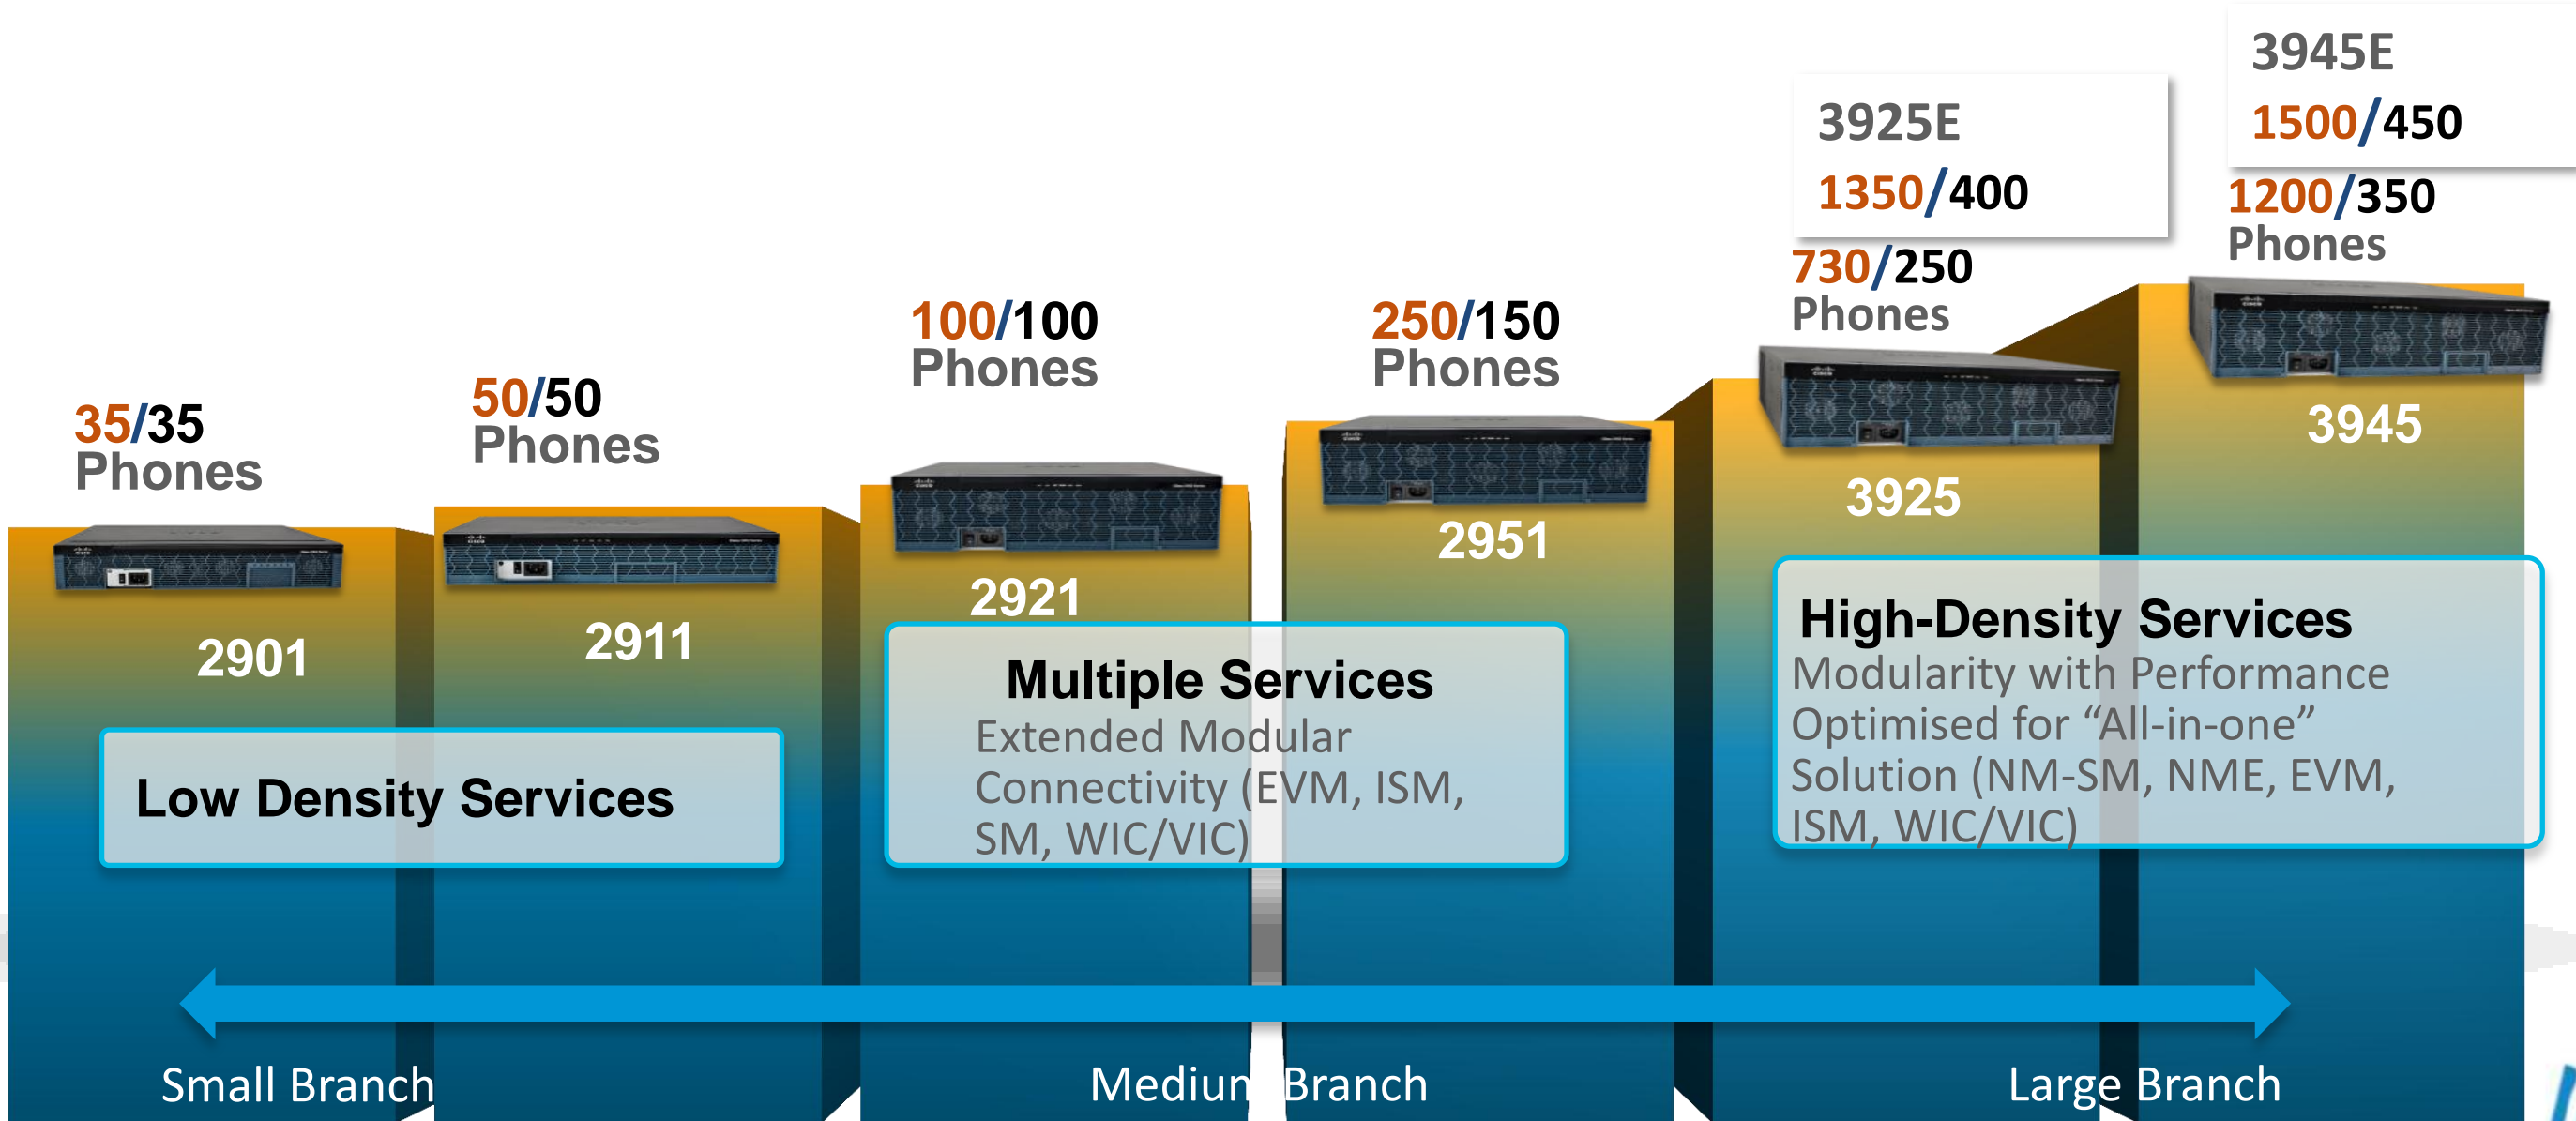 3945E
1500/450
3925E
1350/400
1200/350
Phones
730/250
Phones
100/100
Phones
250/150
Phones
50/50
Phones
35/35
Phones
3945
3925
2951
2921
2911
2901
Low Density Services
Multiple Services
Extended Modular
Connectivity (EVM, ISM,
SM, WIC/VIC)
High-Density Services
Modularity with Performance
Optimised for “All-in-one”
Solution (NM-SM, NME, EVM,
ISM, WIC/VIC)
Small Branch
Medium Branch
Large Branch